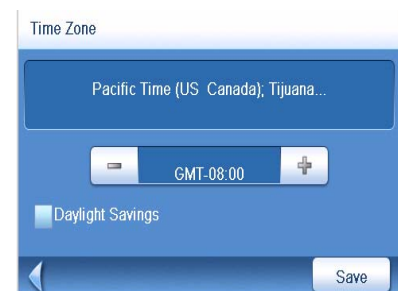 Time Zone
Pacific Time (US Canada); Tijuana...
- GMT-08:00 +
Daylight Savings
Save